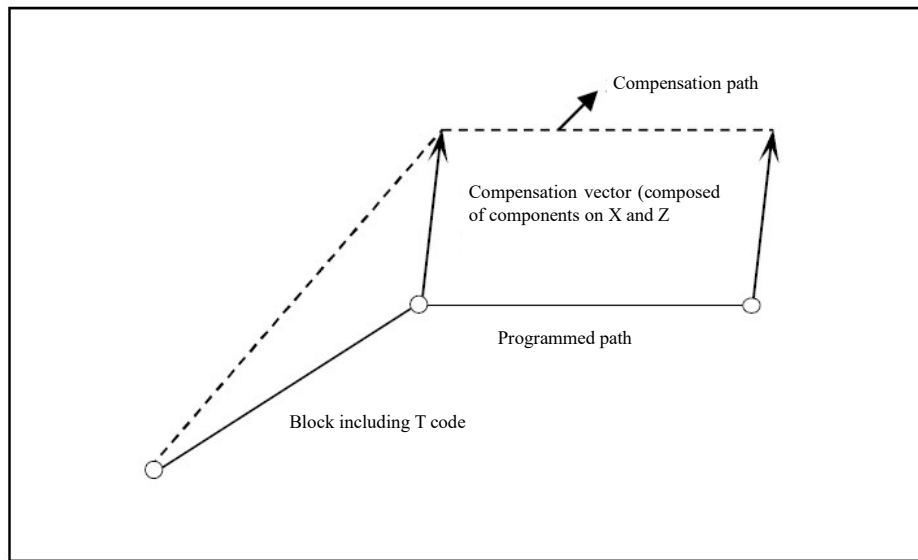 Compensation path
Compensation vector (composed
of components on X and Z
Programmed path
Block including T code